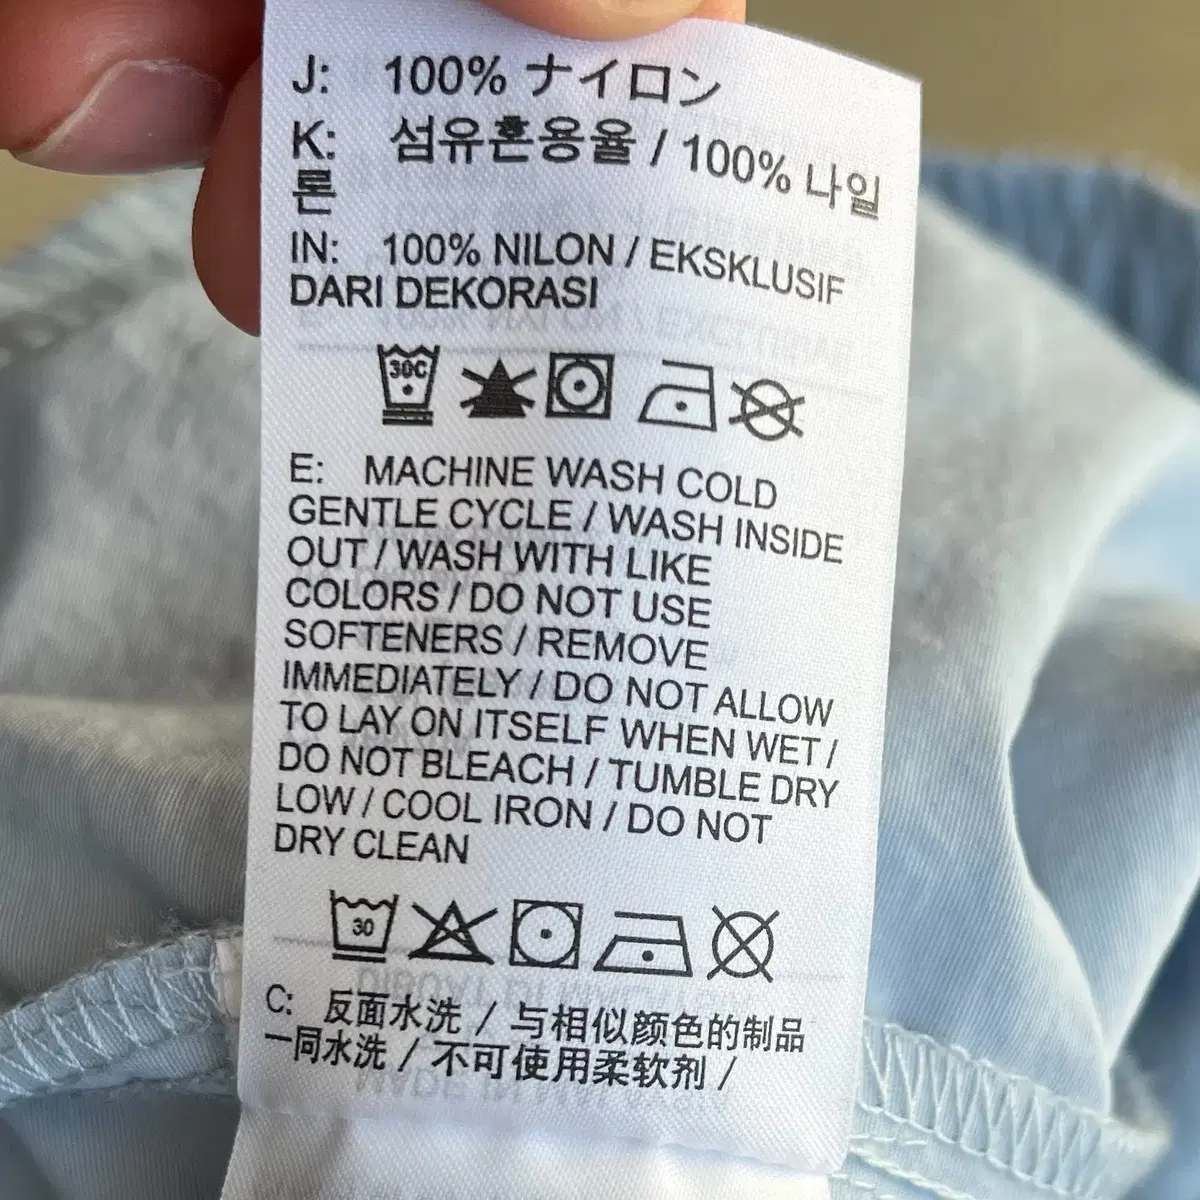 J: 100% ナイロン
K: 섬유혼용율 / 100% 나일
론
IN: 100% NILON / EKSKLUSIF
DARI DEKORASI
30C
E: MACHINE WASH COLD
GENTLE CYCLE / WASH INSIDE
OUT / WASH WITH LIKE
COLORS / DO NOT USE
SOFTENERS / REMOVE
IMMEDIATELY / DO NOT ALLOW
TO LAY ON ITSELF WHEN WET /
DO NOT BLEACH / TUMBLE DRY
LOW / COOL IRON / DO NOT
DRY CLEAN
30
C: 反面水洗 / 与相似颜色的制品
一同水洗 / 不可使用柔软剂 /